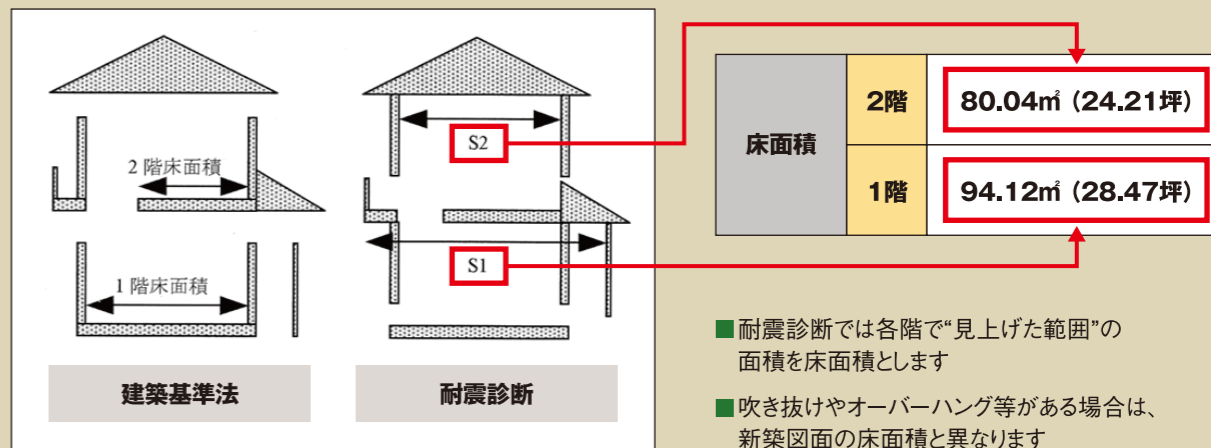 2階床面積
1階床面積
建築基準法
S2
S1
耐震診断
床面積
2階
80.04㎡(24.21坪)
1階
94.12㎡(28.47坪)
■耐震診断では各階で“見上げた範囲”の
面積を床面積とします
■吹き抜けやオーバーハング等がある場合は、
新築図面の床面積と異なります